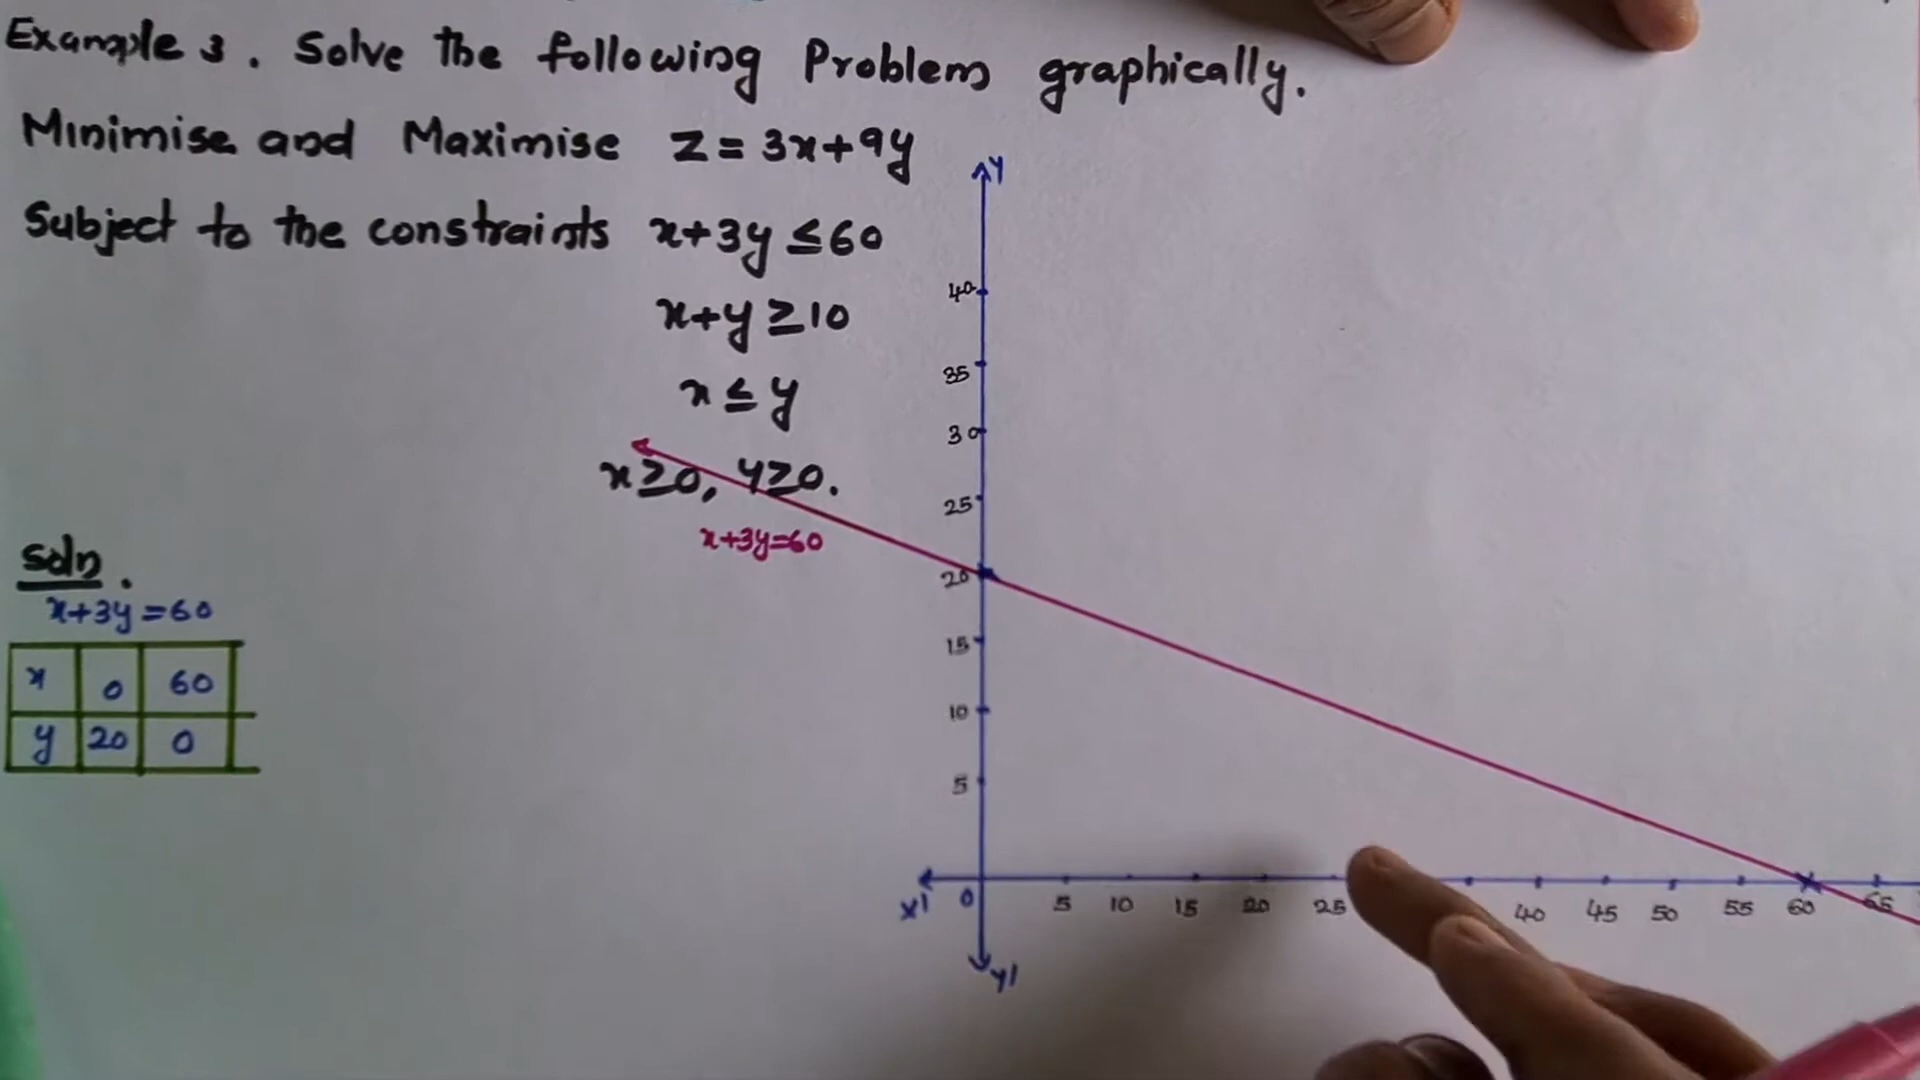 Example 3. Solve the following Problem graphically.
Minimise and Maximise Z = 3x+9y
Subject to the constraints x+3y ≤ 60
x+y ≥ 10
x ≤ y
x ≥ 0, y ≥ 0.
Soln.
x+3y = 60
x 0 60
y 20 0
x+3y=60
Y
40
35
30
25
20
15
10
5
X' 0 5 10 15 20 25 40 45 50 55 60 65
Y'